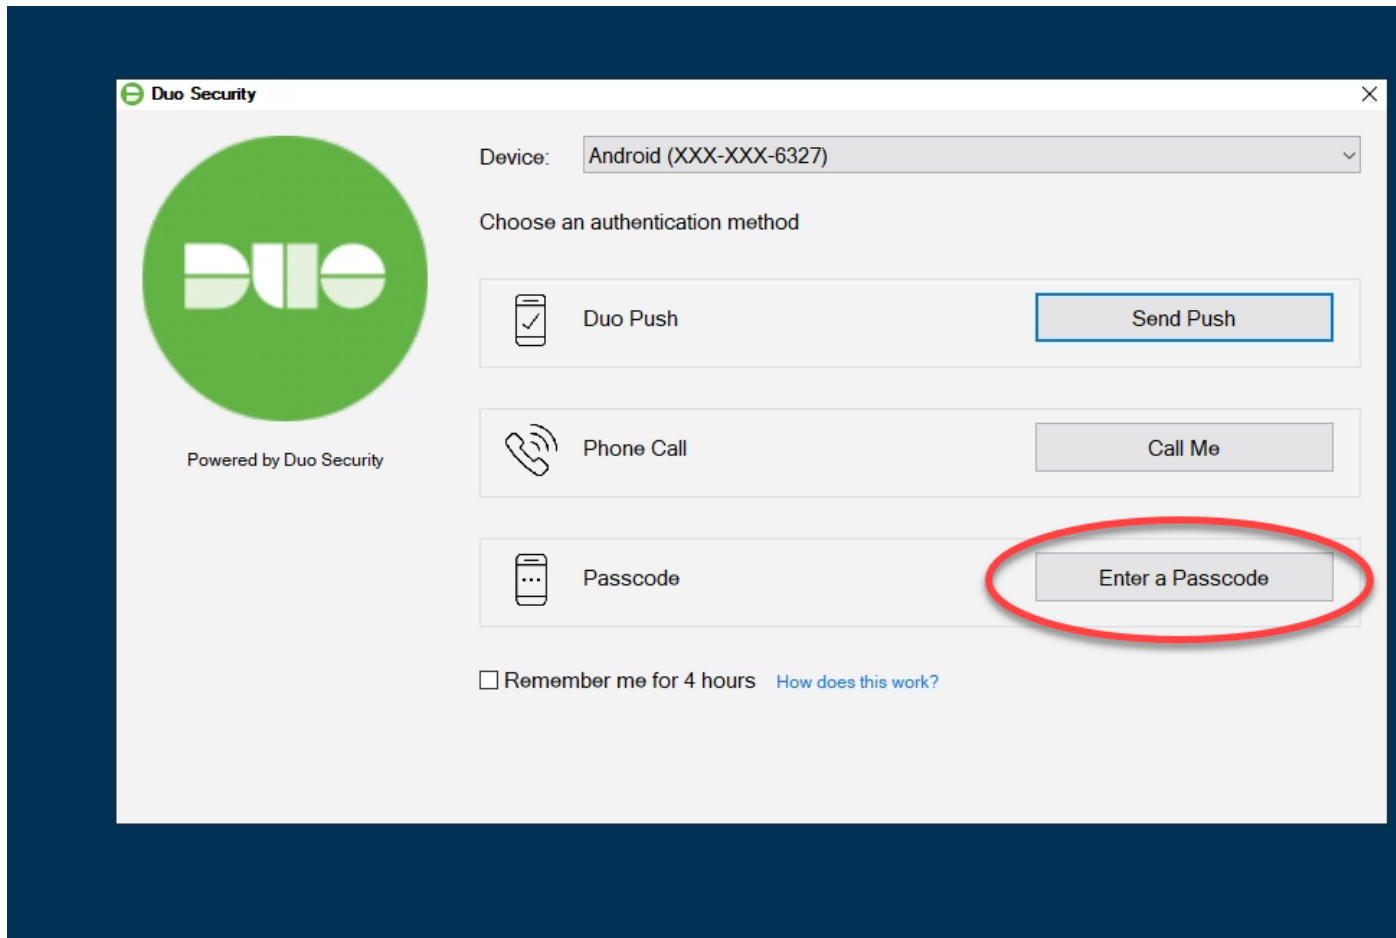 Duo Security
DUO
Powered by Duo Security
Device: Android (XXX-XXX-6327)
Choose an authentication method
Duo Push Send Push
Phone Call Call Me
Passcode Enter a Passcode
Remember me for 4 hours How does this work?